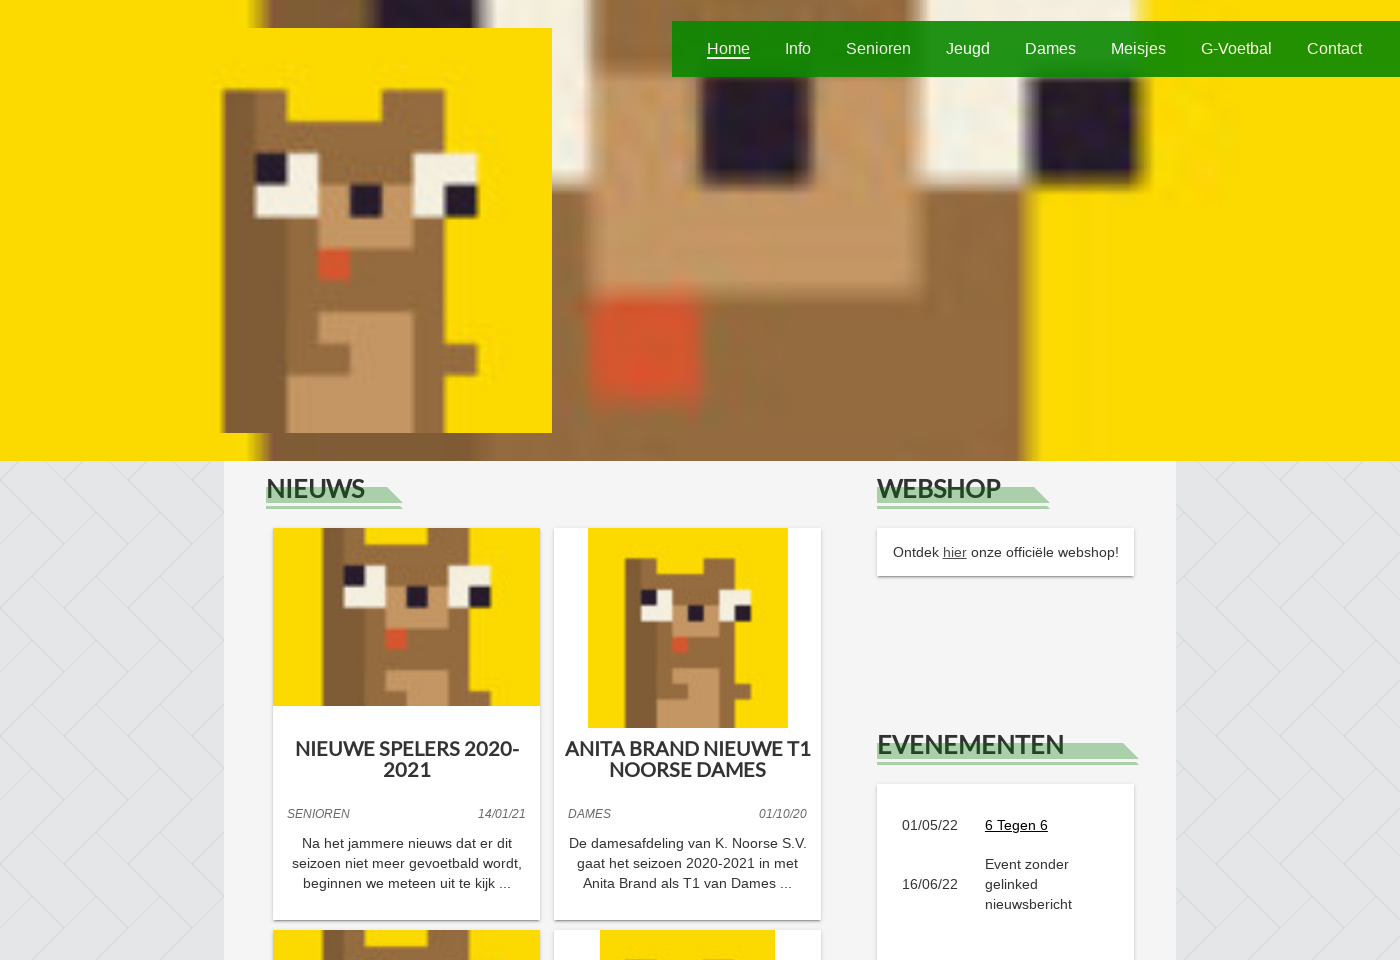 Home Info Senioren Jeugd Dames Meisjes G-Voetbal Contact
NIEUWS
NIEUWE SPELERS 2020-
2021
SENIOREN 14/01/21
Na het jammere nieuws dat er dit
seizoen niet meer gevoetbald wordt,
beginnen we meteen uit te kijk ...
ANITA BRAND NIEUWE T1
NOORSE DAMES
DAMES 01/10/20
De damesafdeling van K. Noorse S.V.
gaat het seizoen 2020-2021 in met
Anita Brand als T1 van Dames ...
WEBSHOP
Ontdek hier onze officiële webshop!
EVENEMENTEN
01/05/22 6 Tegen 6
16/06/22 Event zonder
gelinked
nieuwsbericht